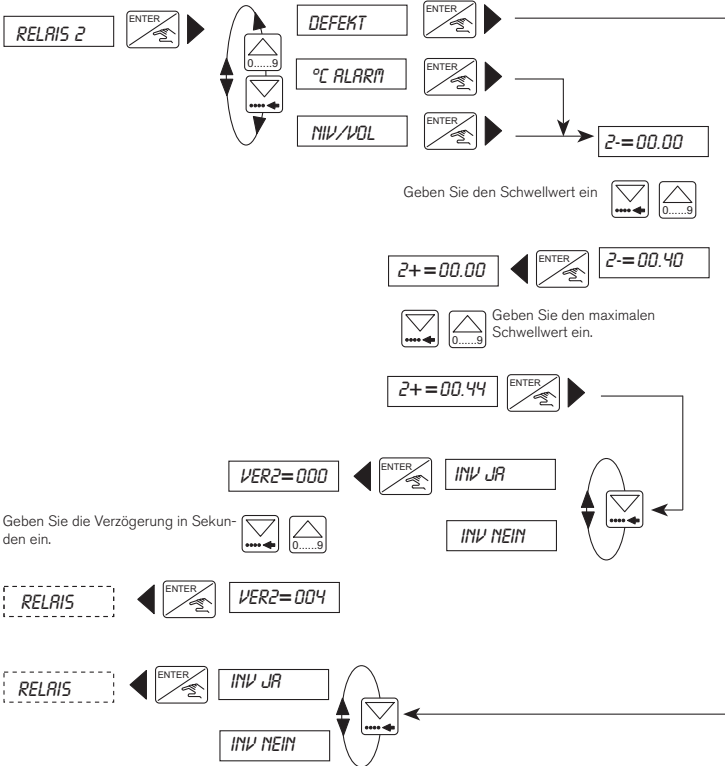 RELAIS 2
ENTER
0......9
DEFEKT
ENTER
°C ALARM
ENTER
NIV/VOL
ENTER
2-=00.00
Geben Sie den Schwellwert ein
0......9
2+=00.00
ENTER
2-=00.40
0......9
Geben Sie den maximalen
Schwellwert ein.
2+=00.44
ENTER
VER2=000
ENTER
INV JA
INV NEIN
Geben Sie die Verzögerung in Sekun-
den ein.
0......9
RELAIS
ENTER
VER2=004
RELAIS
ENTER
INV JA
INV NEIN